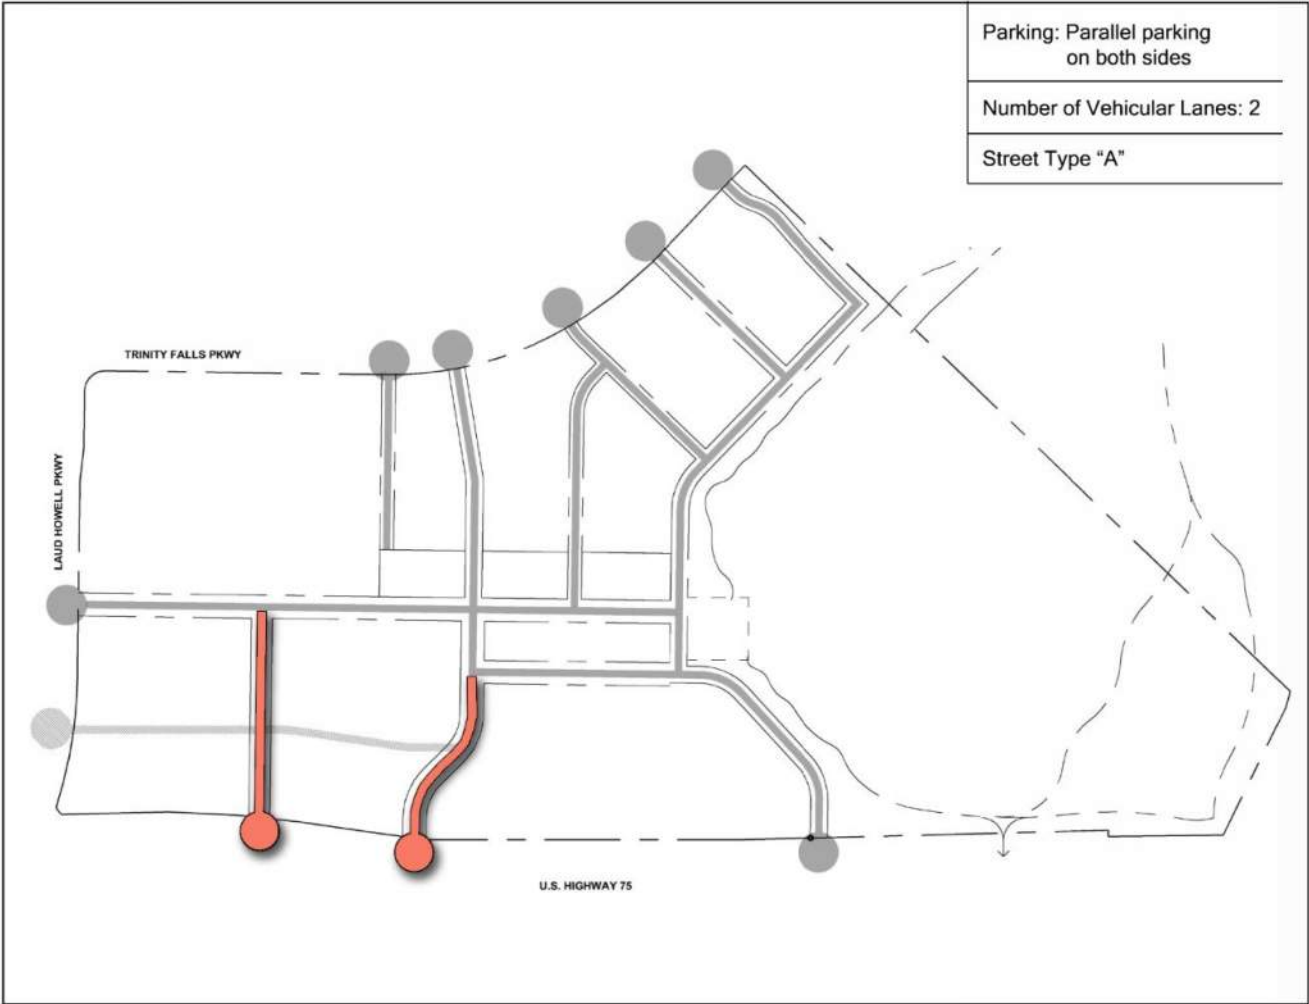 Parking: Parallel parking
on both sides
Number of Vehicular Lanes: 2
Street Type “A”
TRINITY FALLS PKWY
LAUD HOWELL PKWY
U.S. HIGHWAY 75